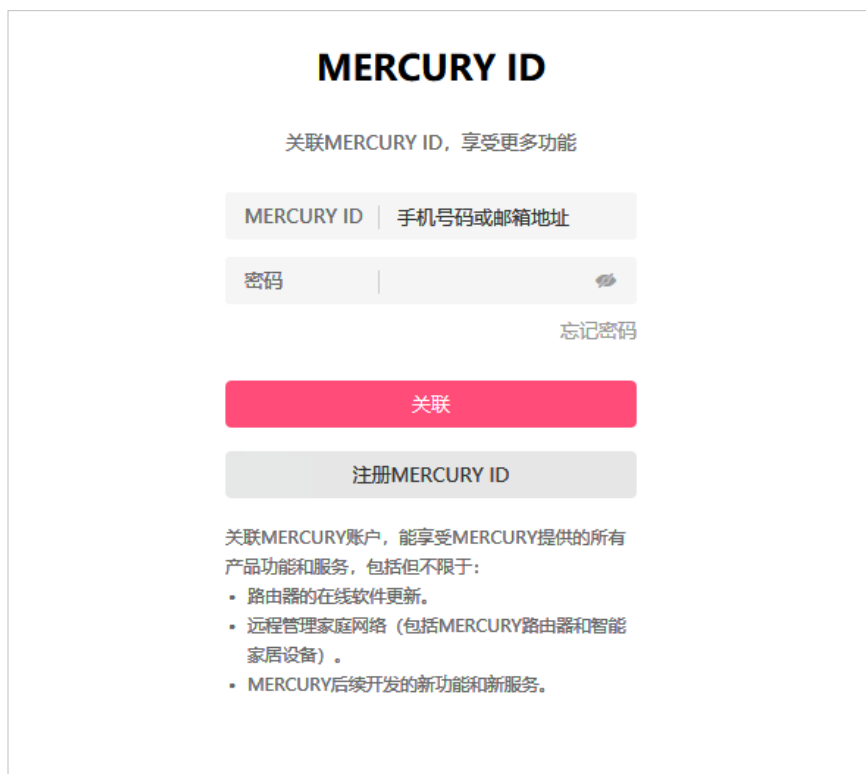 MERCURY ID
关联MERCURY ID，享受更多功能
MERCURY ID 手机号码或邮箱地址
密码
忘记密码
关联
注册MERCURY ID
关联MERCURY账户，能享受MERCURY提供的所有
产品功能和服务，包括但不限于：
• 路由器的在线软件更新。
• 远程管理家庭网络（包括MERCURY路由器和智能
家居设备）。
• MERCURY后续开发的新功能和新服务。